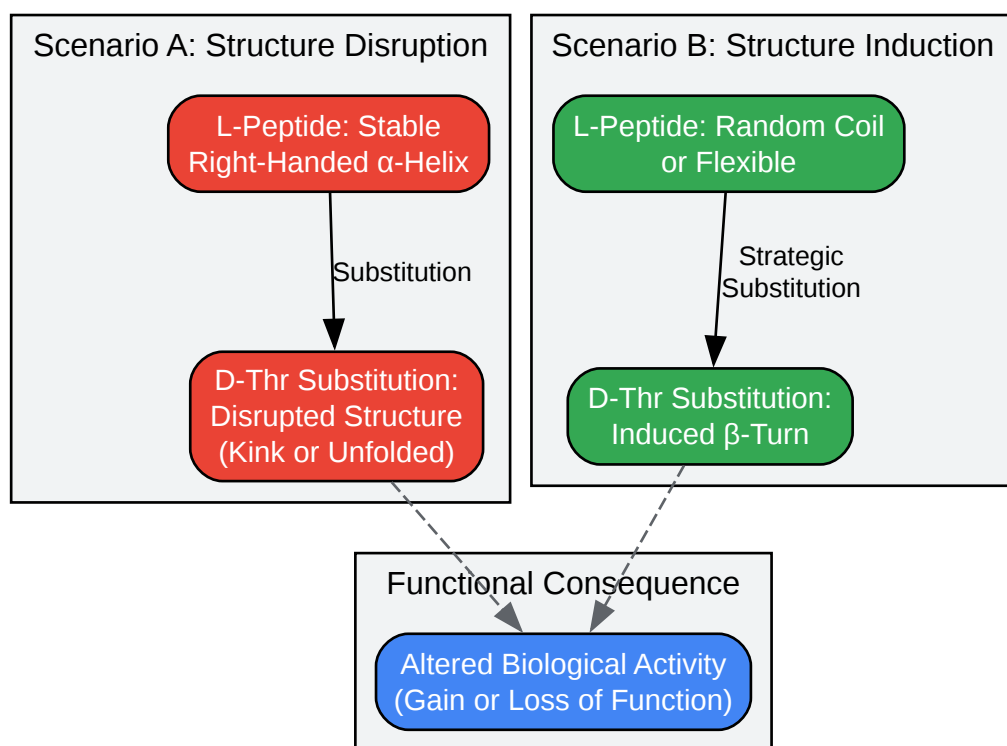 Scenario A: Structure Disruption
L-Peptide: Stable
Right-Handed α-Helix
Substitution
D-Thr Substitution:
Disrupted Structure
(Kink or Unfolded)
Scenario B: Structure Induction
L-Peptide: Random Coil
or Flexible
Strategic
Substitution
D-Thr Substitution:
Induced β-Turn
Functional Consequence
Altered Biological Activity
(Gain or Loss of Function)